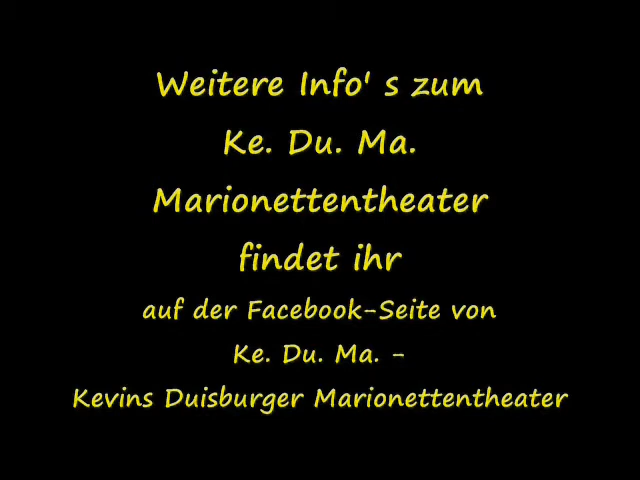 Weitere Info' s zum
Ke. Du. Ma.
Marionettentheater
findet ihr
auf der Facebook-Seite von
Ke. Du. Ma. -
Kevins Duisburger Marionettentheater